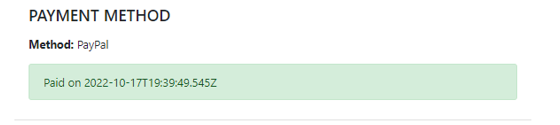 PAYMENT METHOD
Method: PayPal
Paid on 2022-10-17T19:39:49.545Z